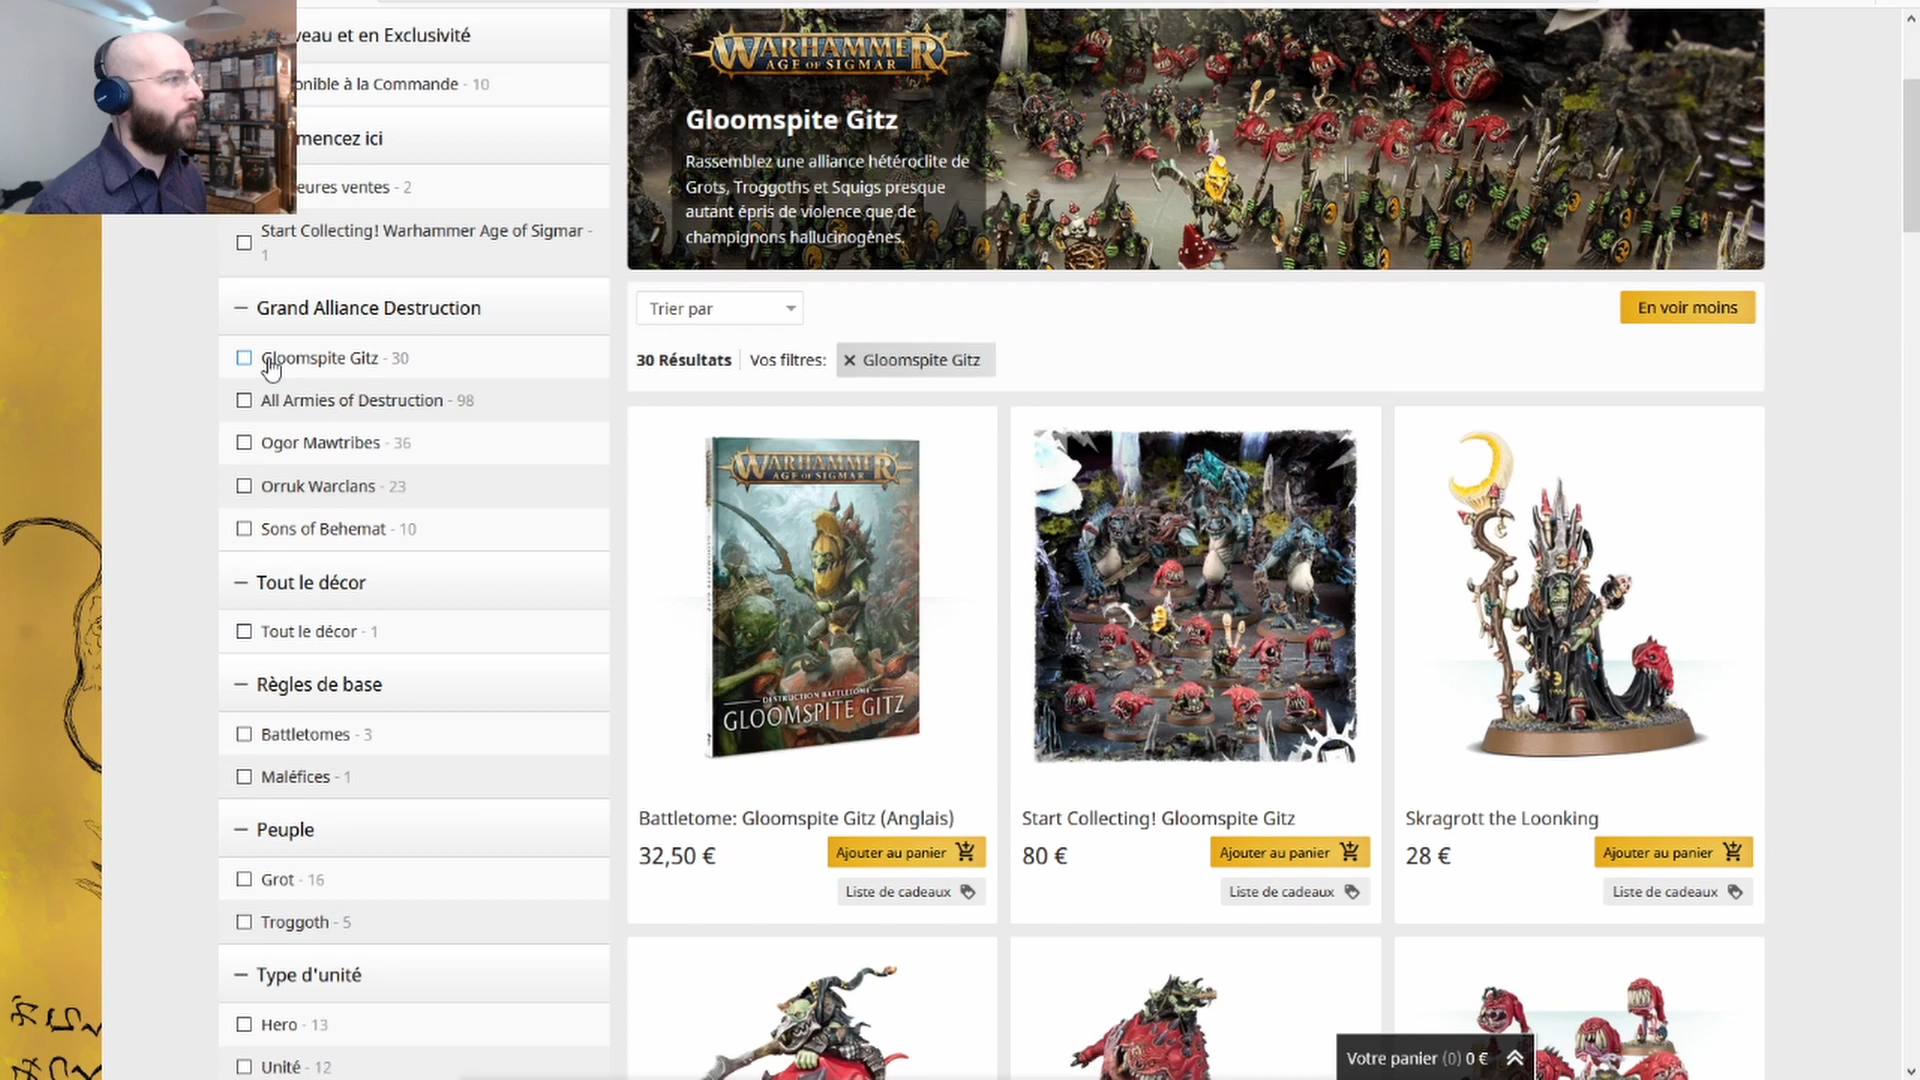 veau et en Exclusivité
onible à la Commande - 10
mencez ici
eures ventes - 2
Start Collecting! Warhammer Age of Sigmar -
1
— Grand Alliance Destruction
Gloomspite Gitz - 30
All Armies of Destruction - 98
Ogor Mawtribes - 36
Orruk Warclans - 23
Sons of Behemat - 10
— Tout le décor
Tout le décor - 1
— Règles de base
Battletomes - 3
Maléfices - 1
— Peuple
Grot - 16
Troggoth - 5
— Type d'unité
Hero - 13
Unité - 12
WARHAMMER
AGE OF SIGMAR
Gloomspite Gitz
Rassemblez une alliance hétéroclite de
Grots, Troggoths et Squigs presque
autant épris de violence que de
champignons hallucinogènes.
Trier par
En voir moins
30 Résultats
Vos filtres:
✕ Gloomspite Gitz
WARHAMMER
AGE OF SIGMAR
DESTRUCTION BATTLETOME
GLOOMSPITE GITZ
Battletome: Gloomspite Gitz (Anglais)
32,50 €
Ajouter au panier
Liste de cadeaux
Start Collecting! Gloomspite Gitz
80 €
Ajouter au panier
Liste de cadeaux
Skragrott the Loonking
28 €
Ajouter au panier
Liste de cadeaux
Votre panier (0) 0 €